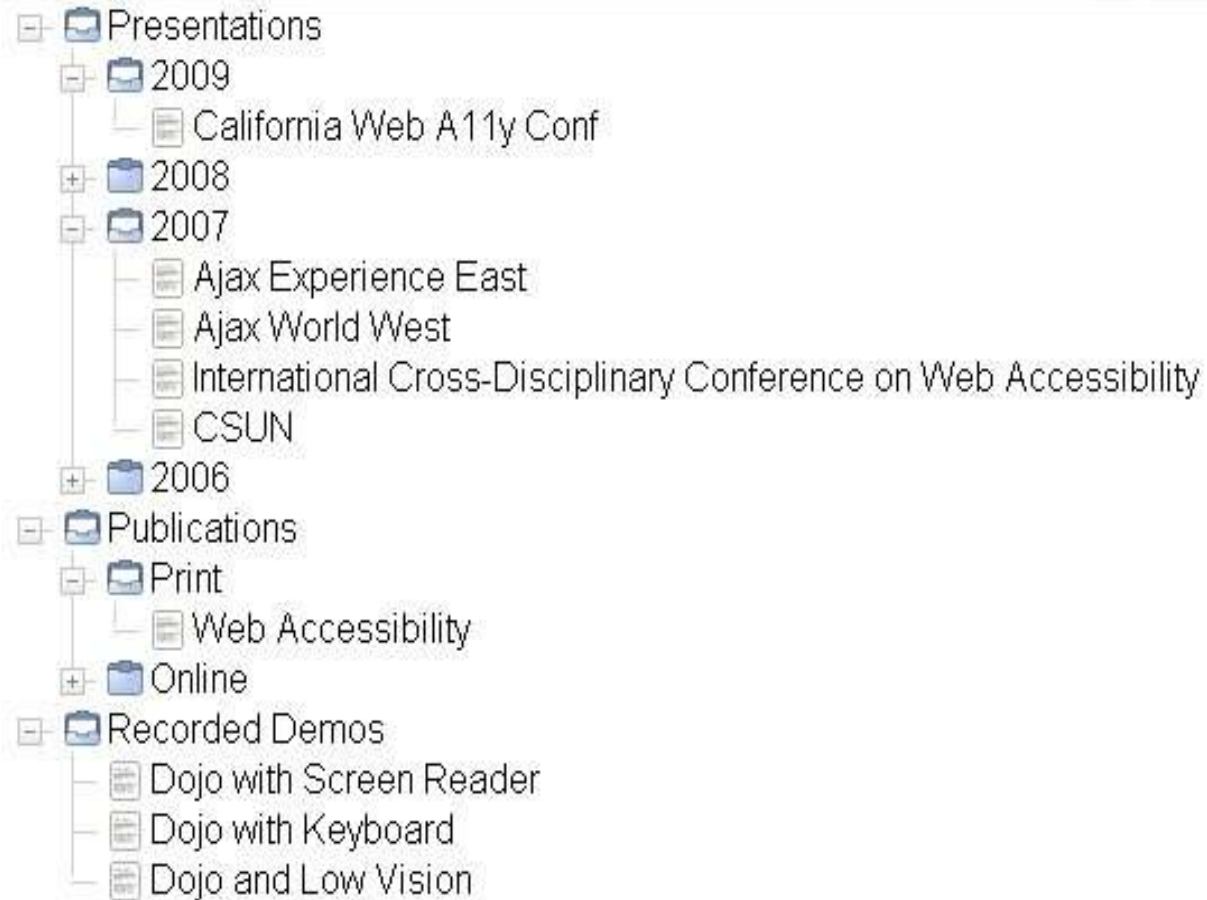 Presentations
2009
California Web A11y Conf
2008
2007
Ajax Experience East
Ajax World West
International Cross-Disciplinary Conference on Web Accessibility
CSUN
2006
Publications
Print
Web Accessibility
Online
Recorded Demos
Dojo with Screen Reader
Dojo with Keyboard
Dojo and Low Vision